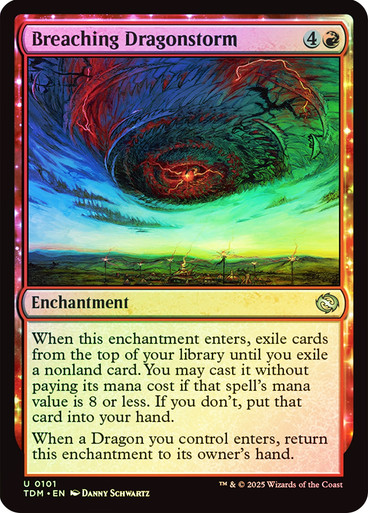 Breaching Dragonstorm 4
Enchantment
When this enchantment enters, exile cards
from the top of your library until you exile
a nonland card. You may cast it without
paying its mana cost if that spell's mana
value is 8 or less. If you don't, put that
card into your hand.
When a Dragon you control enters, return
this enchantment to its owner's hand.
U 0101
TDM • EN Danny Schwartz
™ & © 2025 Wizards of the Coast